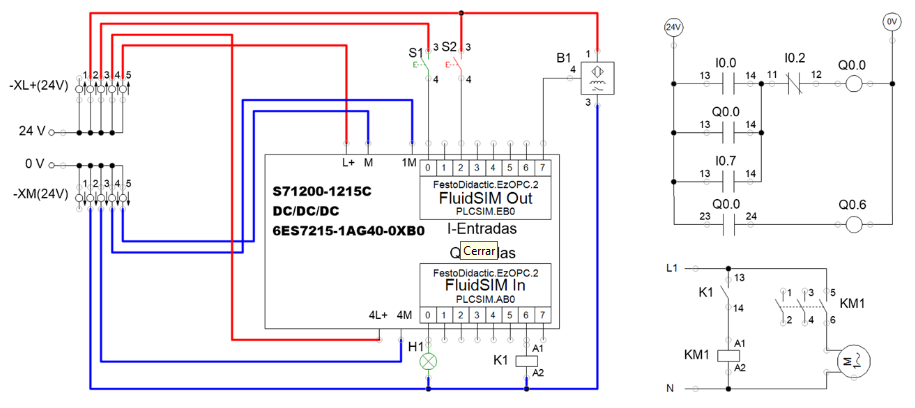 -XL+(24V)
1 2 3 4 5
24 V
0 V
-XM(24V)
1 2 3 4 5
S1
3
4
S2
3
4
B1
1
4
3
L+ M 1M
0 1 2 3 4 5 6 7
S71200-1215C
DC/DC/DC
6ES7215-1AG40-0XB0
FestoDidactic.EzOPC.2
FluidSIM Out
PLCSIM.EB0
I-Entradas
Cerrar
FestoDidactic.EzOPC.2
FluidSIM In
PLCSIM.AB0
0 1 2 3 4 5 6 7
4L+ 4M
H1
K1
A1
A2
24V
0V
I0.0
13 14
I0.2
11 12
Q0.0
Q0.0
13 14
I0.7
13 14
Q0.0
23 24
Q0.6
L1
K1
13
14
KM1
A1
A2
1 3 5
2 4 6
KM1
M
N